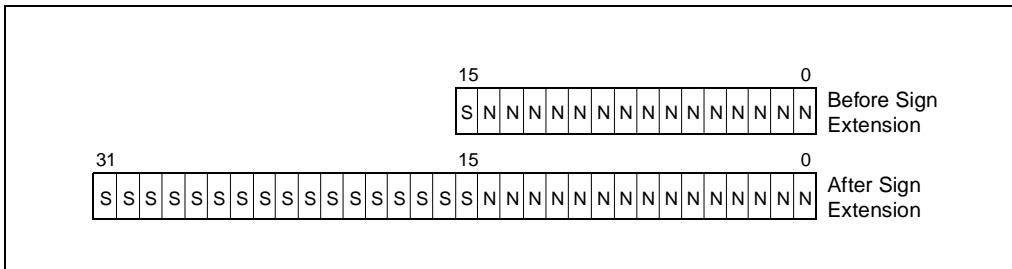 15 0
S N N N N N N N N N N N N N N N Before Sign Extension
31 15 0
S S S S S S S S S S S S S S S S S N N N N N N N N N N N N N N N After Sign Extension